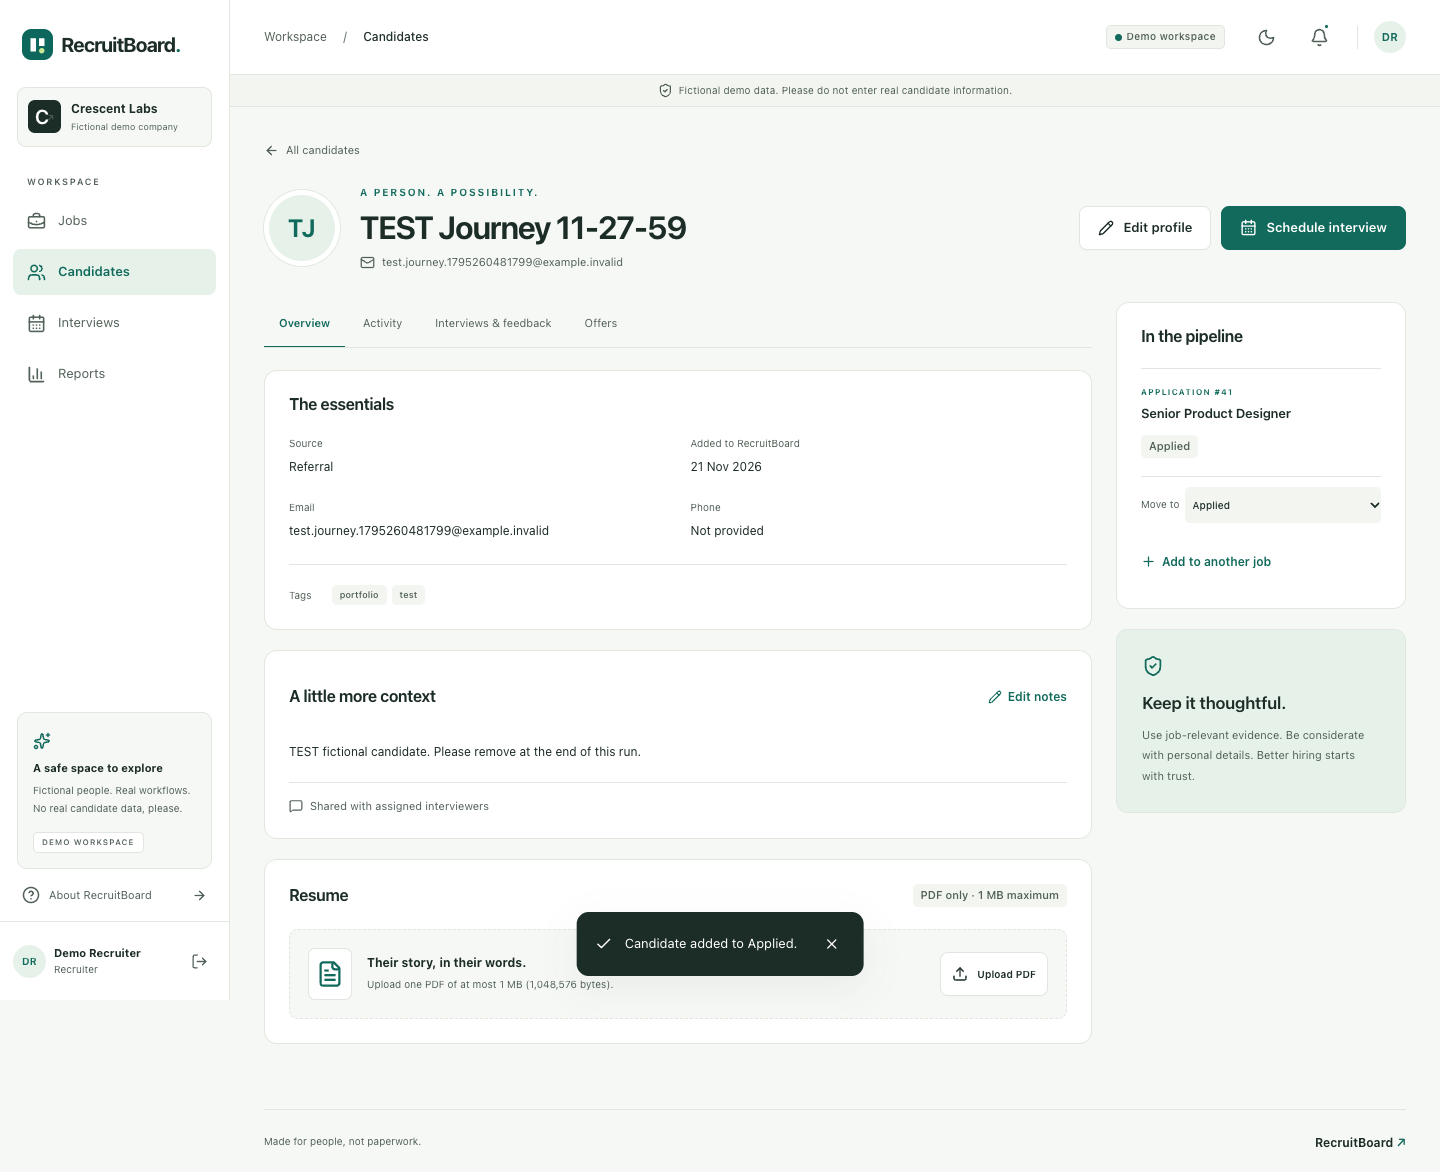 RecruitBoard.
Crescent Labs
Fictional demo company
WORKSPACE
Jobs
Candidates
Interviews
Reports
A safe space to explore
Fictional people. Real workflows.
No real candidate data, please.
DEMO WORKSPACE
About RecruitBoard
DR
Demo Recruiter
Recruiter
Workspace / Candidates
Demo workspace
DR
Fictional demo data. Please do not enter real candidate information.
All candidates
TJ
A PERSON. A POSSIBILITY.
TEST Journey 11-27-59
test.journey.1795260481799@example.invalid
Edit profile
Schedule interview
Overview
Activity
Interviews & feedback
Offers
The essentials
Source
Referral
Added to RecruitBoard
21 Nov 2026
Email
test.journey.1795260481799@example.invalid
Phone
Not provided
Tags
portfolio
test
A little more context
Edit notes
TEST fictional candidate. Please remove at the end of this run.
Shared with assigned interviewers
Resume
PDF only · 1 MB maximum
Their story, in their words.
Upload one PDF of at most 1 MB (1,048,576 bytes).
Upload PDF
Candidate added to Applied.
In the pipeline
APPLICATION #41
Senior Product Designer
Applied
Move to
Applied
Add to another job
Keep it thoughtful.
Use job-relevant evidence. Be considerate
with personal details. Better hiring starts
with trust.
Made for people, not paperwork.
RecruitBoard